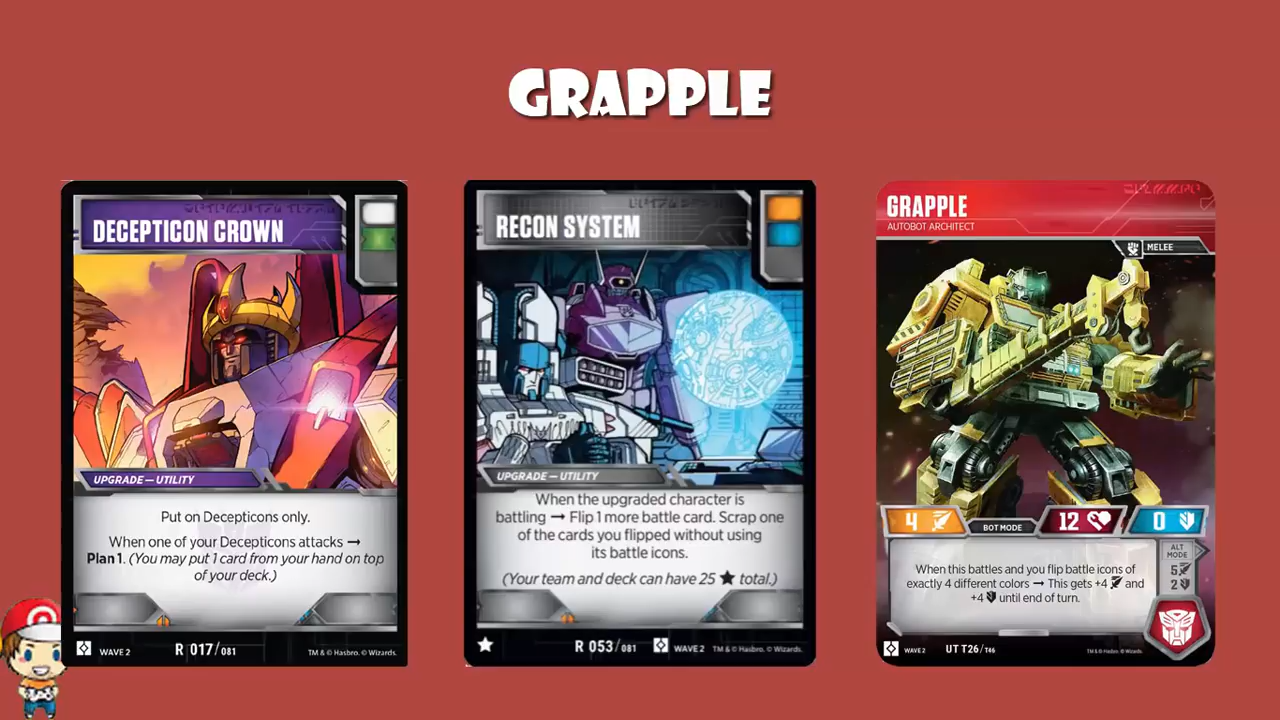 GRAPPLE
DECEPTICON CROWN
UPGRADE — UTILITY
Put on Decepticons only.
When one of your Decepticons attacks →
Plan 1. (You may put 1 card from your hand on top
of your deck.)
WAVE 2 R 017/081 TM & © Hasbro. © Wizards.
RECON SYSTEM
UPGRADE — UTILITY
When the upgraded character is
battling → Flip 1 more battle card. Scrap one
of the cards you flipped without using
its battle icons.
(Your team and deck can have 25 ★ total.)
R 053/081 WAVE 2 TM & © Hasbro. © Wizards.
GRAPPLE
AUTOBOT ARCHITECT
MELEE
4 BOT MODE 12 0
When this battles and you flip battle icons of
exactly 4 different colors → This gets +4 and
+4 until end of turn.
ALT
MODE
5
2
WAVE 2 UT T26/T46 TM & © Hasbro. © Wizards.